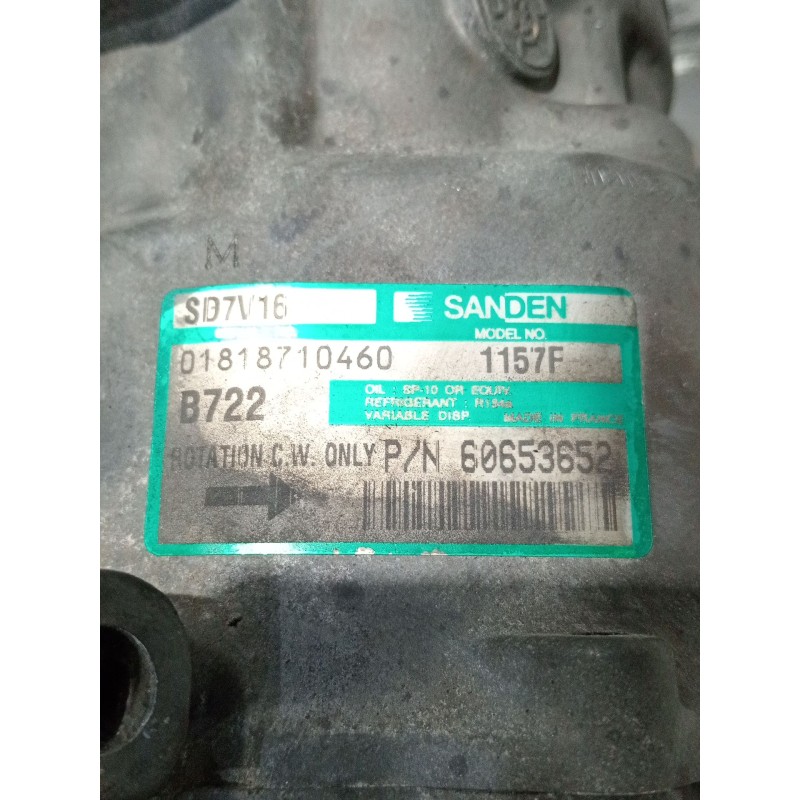 M
SD7V16 SANDEN
MODEL NO.
01818710460 1157F
B722
OIL : SP-10 OR EQUIV.
REFRIGERANT : R134a
VARIABLE DISP. MADE IN FRANCE
ROTATION C.W. ONLY P/N 60653652